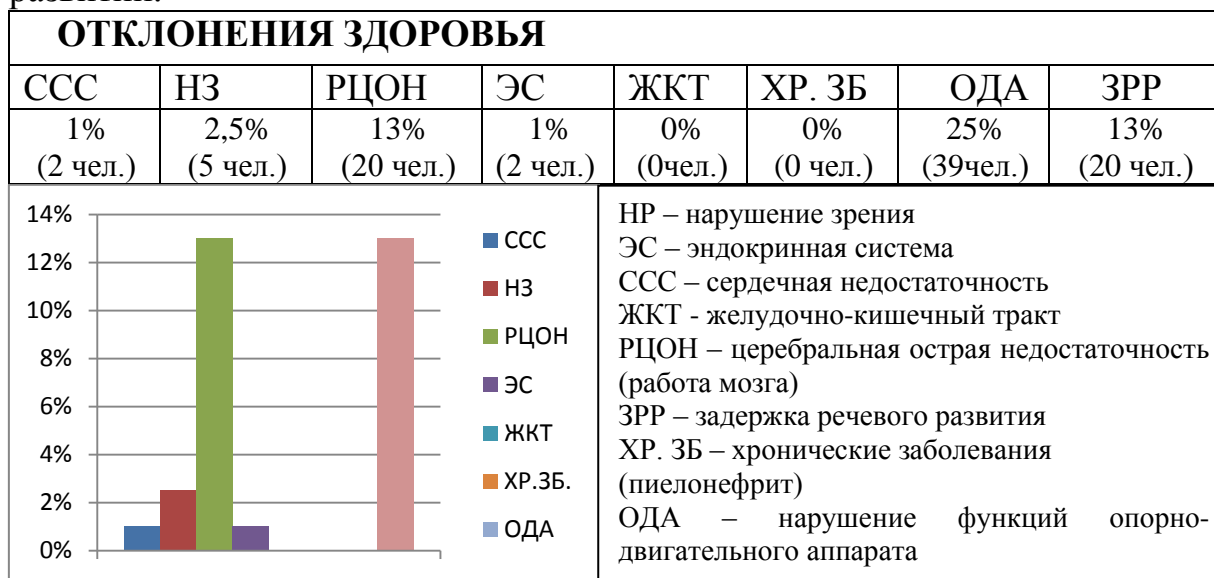 развитии.
ОТКЛОНЕНИЯ ЗДОРОВЬЯ
ССС НЗ РЦОН ЭС ЖКТ ХР. ЗБ ОДА ЗРР
1% 2,5% 13% 1% 0% 0% 25% 13%
(2 чел.) (5 чел.) (20 чел.) (2 чел.) (0чел.) (0 чел.) (39чел.) (20 чел.)
14%
12%
10%
8%
6%
4%
2%
0%
ССС
НЗ
РЦОН
ЭС
ЖКТ
ХР.ЗБ.
ОДА
НР – нарушение зрения
ЭС – эндокринная система
ССС – сердечная недостаточность
ЖКТ - желудочно-кишечный тракт
РЦОН – церебральная острая недостаточность
(работа мозга)
ЗРР – задержка речевого развития
ХР. ЗБ – хронические заболевания
(пиелонефрит)
ОДА – нарушение функций опорно-
двигательного аппарата